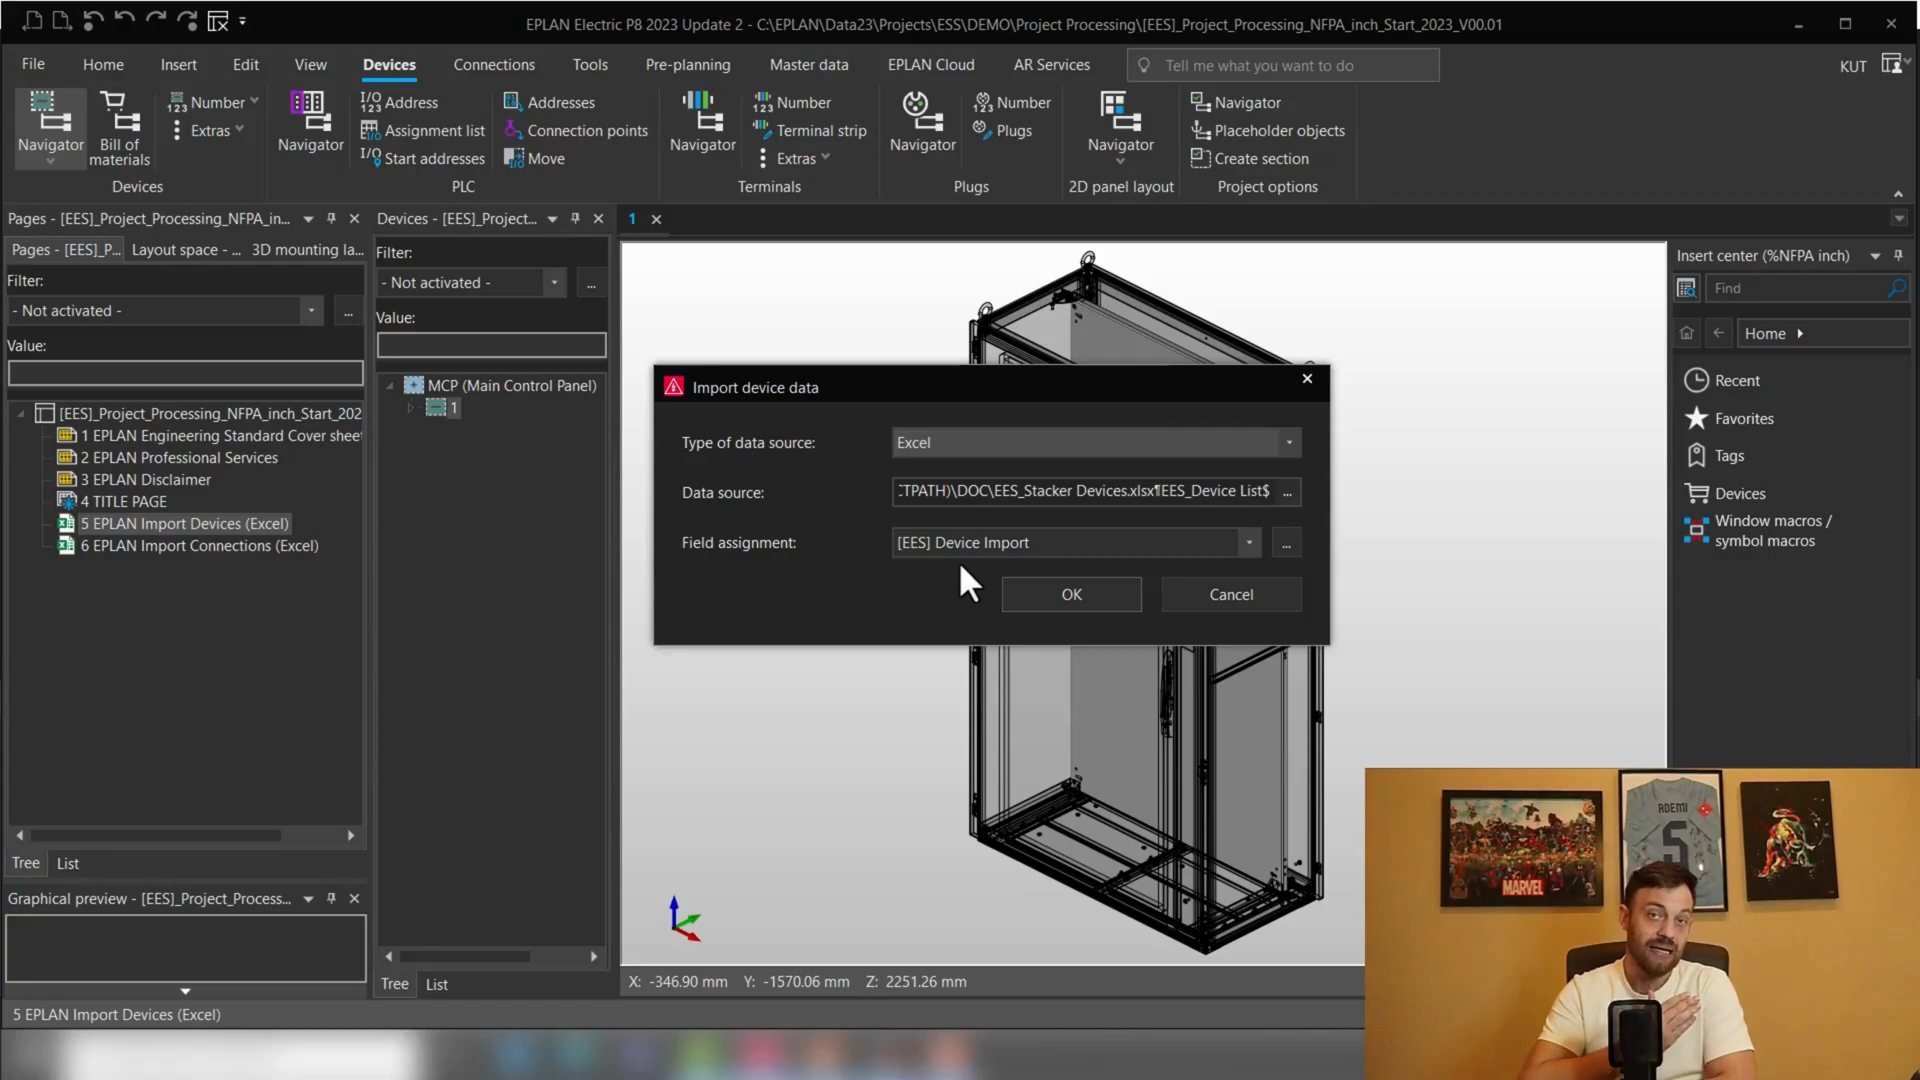 EPLAN Electric P8 2023 Update 2 - C:\EPLAN\Data23\Projects\ESS\DEMO\Project Processing\[EES]_Project_Processing_NFPA_inch_Start_2023_V00.01
File Home Insert Edit View Devices Connections Tools Pre-planning Master data EPLAN Cloud AR Services Tell me what you want to do KUT
Navigator
Bill of materials
Number
Extras
Devices
Navigator
Address
Assignment list
Start addresses
Addresses
Connection points
Move
PLC
Navigator
Number
Terminal strip
Extras
Terminals
Navigator
Number
Plugs
Plugs
Navigator
2D panel layout
Navigator
Placeholder objects
Create section
Project options
Pages - [EES]_Project_Processing_NFPA_in...
Pages - [EES]_P... Layout space - ... 3D mounting la...
Filter:
- Not activated - ...
Value:
[EES]_Project_Processing_NFPA_inch_Start_202
1 EPLAN Engineering Standard Cover sheet
2 EPLAN Professional Services
3 EPLAN Disclaimer
4 TITLE PAGE
5 EPLAN Import Devices (Excel)
6 EPLAN Import Connections (Excel)
Tree List
Graphical preview - [EES]_Project_Process...
5 EPLAN Import Devices (Excel)
Devices - [EES]_Project...
Filter:
- Not activated - ...
Value:
MCP (Main Control Panel)
1
Tree List
1
Import device data
Type of data source: Excel
Data source: CTPATH)\DOC\EES_Stacker Devices.xlsx¶EES_Device List$ ...
Field assignment: [EES] Device Import ...
OK Cancel
X: -346.90 mm Y: -1570.06 mm Z: 2251.26 mm
Insert center (%NFPA inch)
Find
Home
Recent
Favorites
Tags
Devices
Window macros /
symbol macros
MARVEL
ADEMI
5